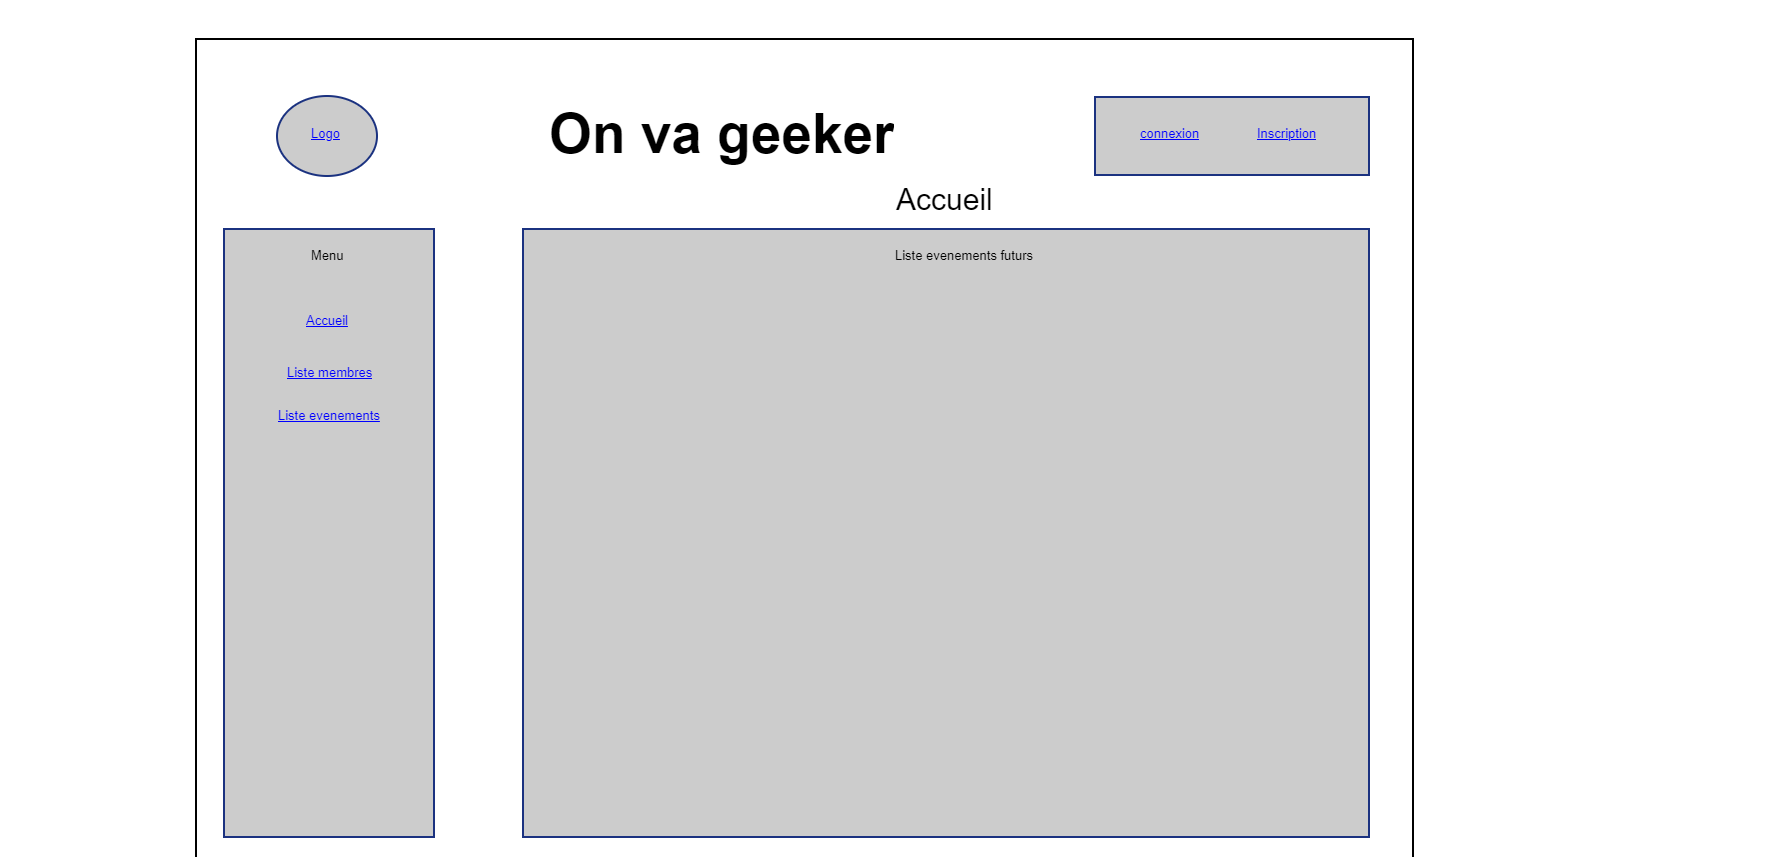 Logo
On va geeker
connexion Inscription
Accueil
Menu
Accueil
Liste membres
Liste evenements
Liste evenements futurs